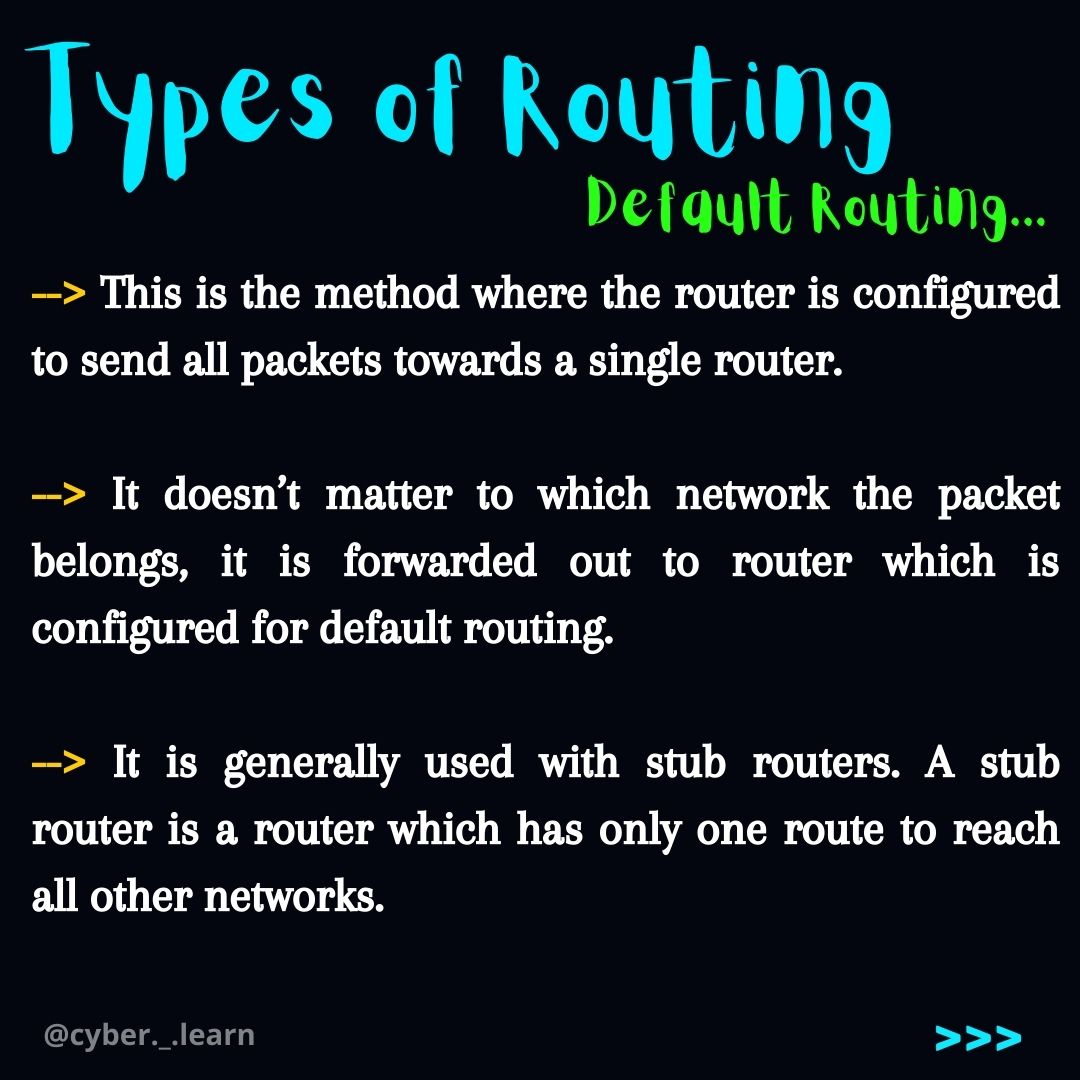 Types of Routing
Default Routing...
--> This is the method where the router is configured
to send all packets towards a single router.
--> It doesn’t matter to which network the packet
belongs, it is forwarded out to router which is
configured for default routing.
--> It is generally used with stub routers. A stub
router is a router which has only one route to reach
all other networks.
@cyber._.learn
>>>